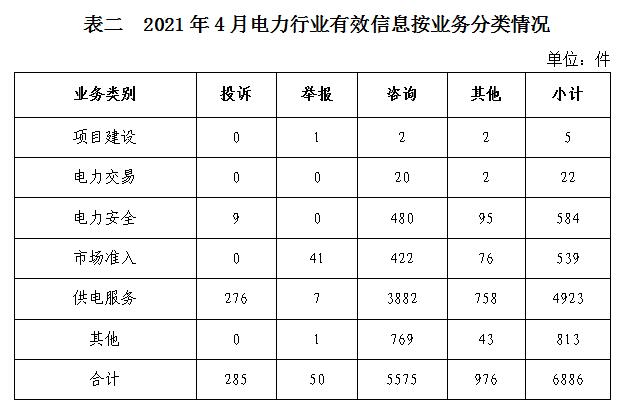 表二 2021 年 4 月电力行业有效信息按业务分类情况
单位：件
业务类别 投诉 举报 咨询 其他 小计
项目建设 0 1 2 2 5
电力交易 0 0 20 2 22
电力安全 9 0 480 95 584
市场准入 0 41 422 76 539
供电服务 276 7 3882 758 4923
其他 0 1 769 43 813
合计 285 50 5575 976 6886